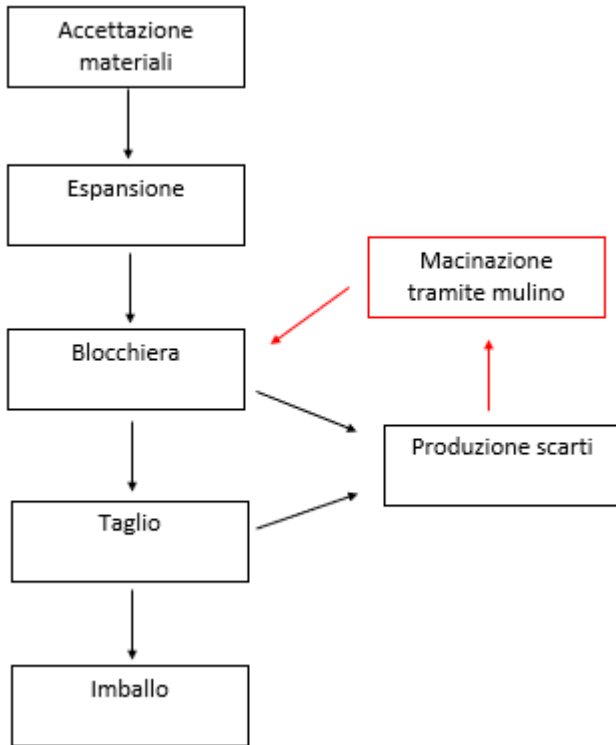 Accettazione
materiali
Espansione
Macinazione
tramite mulino
Blocchiera
Produzione scarti
Taglio
Imballo